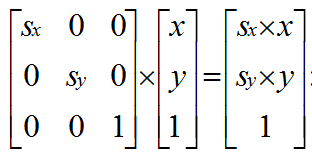 [sx 0 0] [x] [sx×x]
[0 sy 0] × [y] = [sy×y] :
[0 0 1] [1] [1]